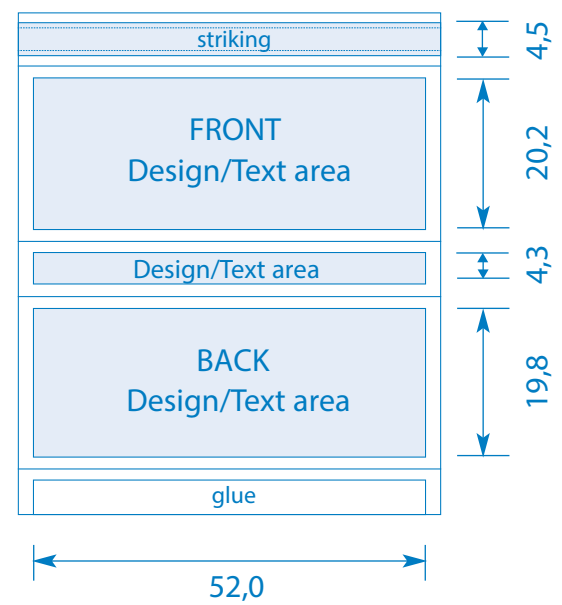 striking
4,5
FRONT
Design/Text area
20,2
Design/Text area
4,3
BACK
Design/Text area
19,8
glue
52,0